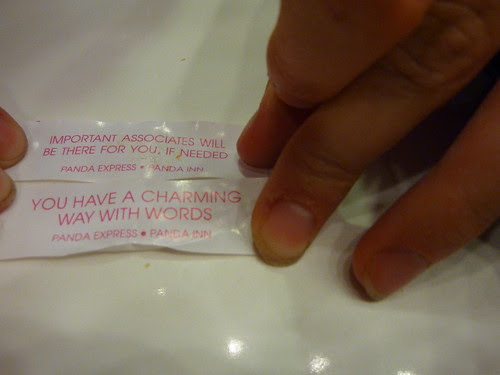 IMPORTANT ASSOCIATES WILL
BE THERE FOR YOU, IF NEEDED
PANDA EXPRESS • PANDA INN
YOU HAVE A CHARMING
WAY WITH WORDS
PANDA EXPRESS • PANDA INN